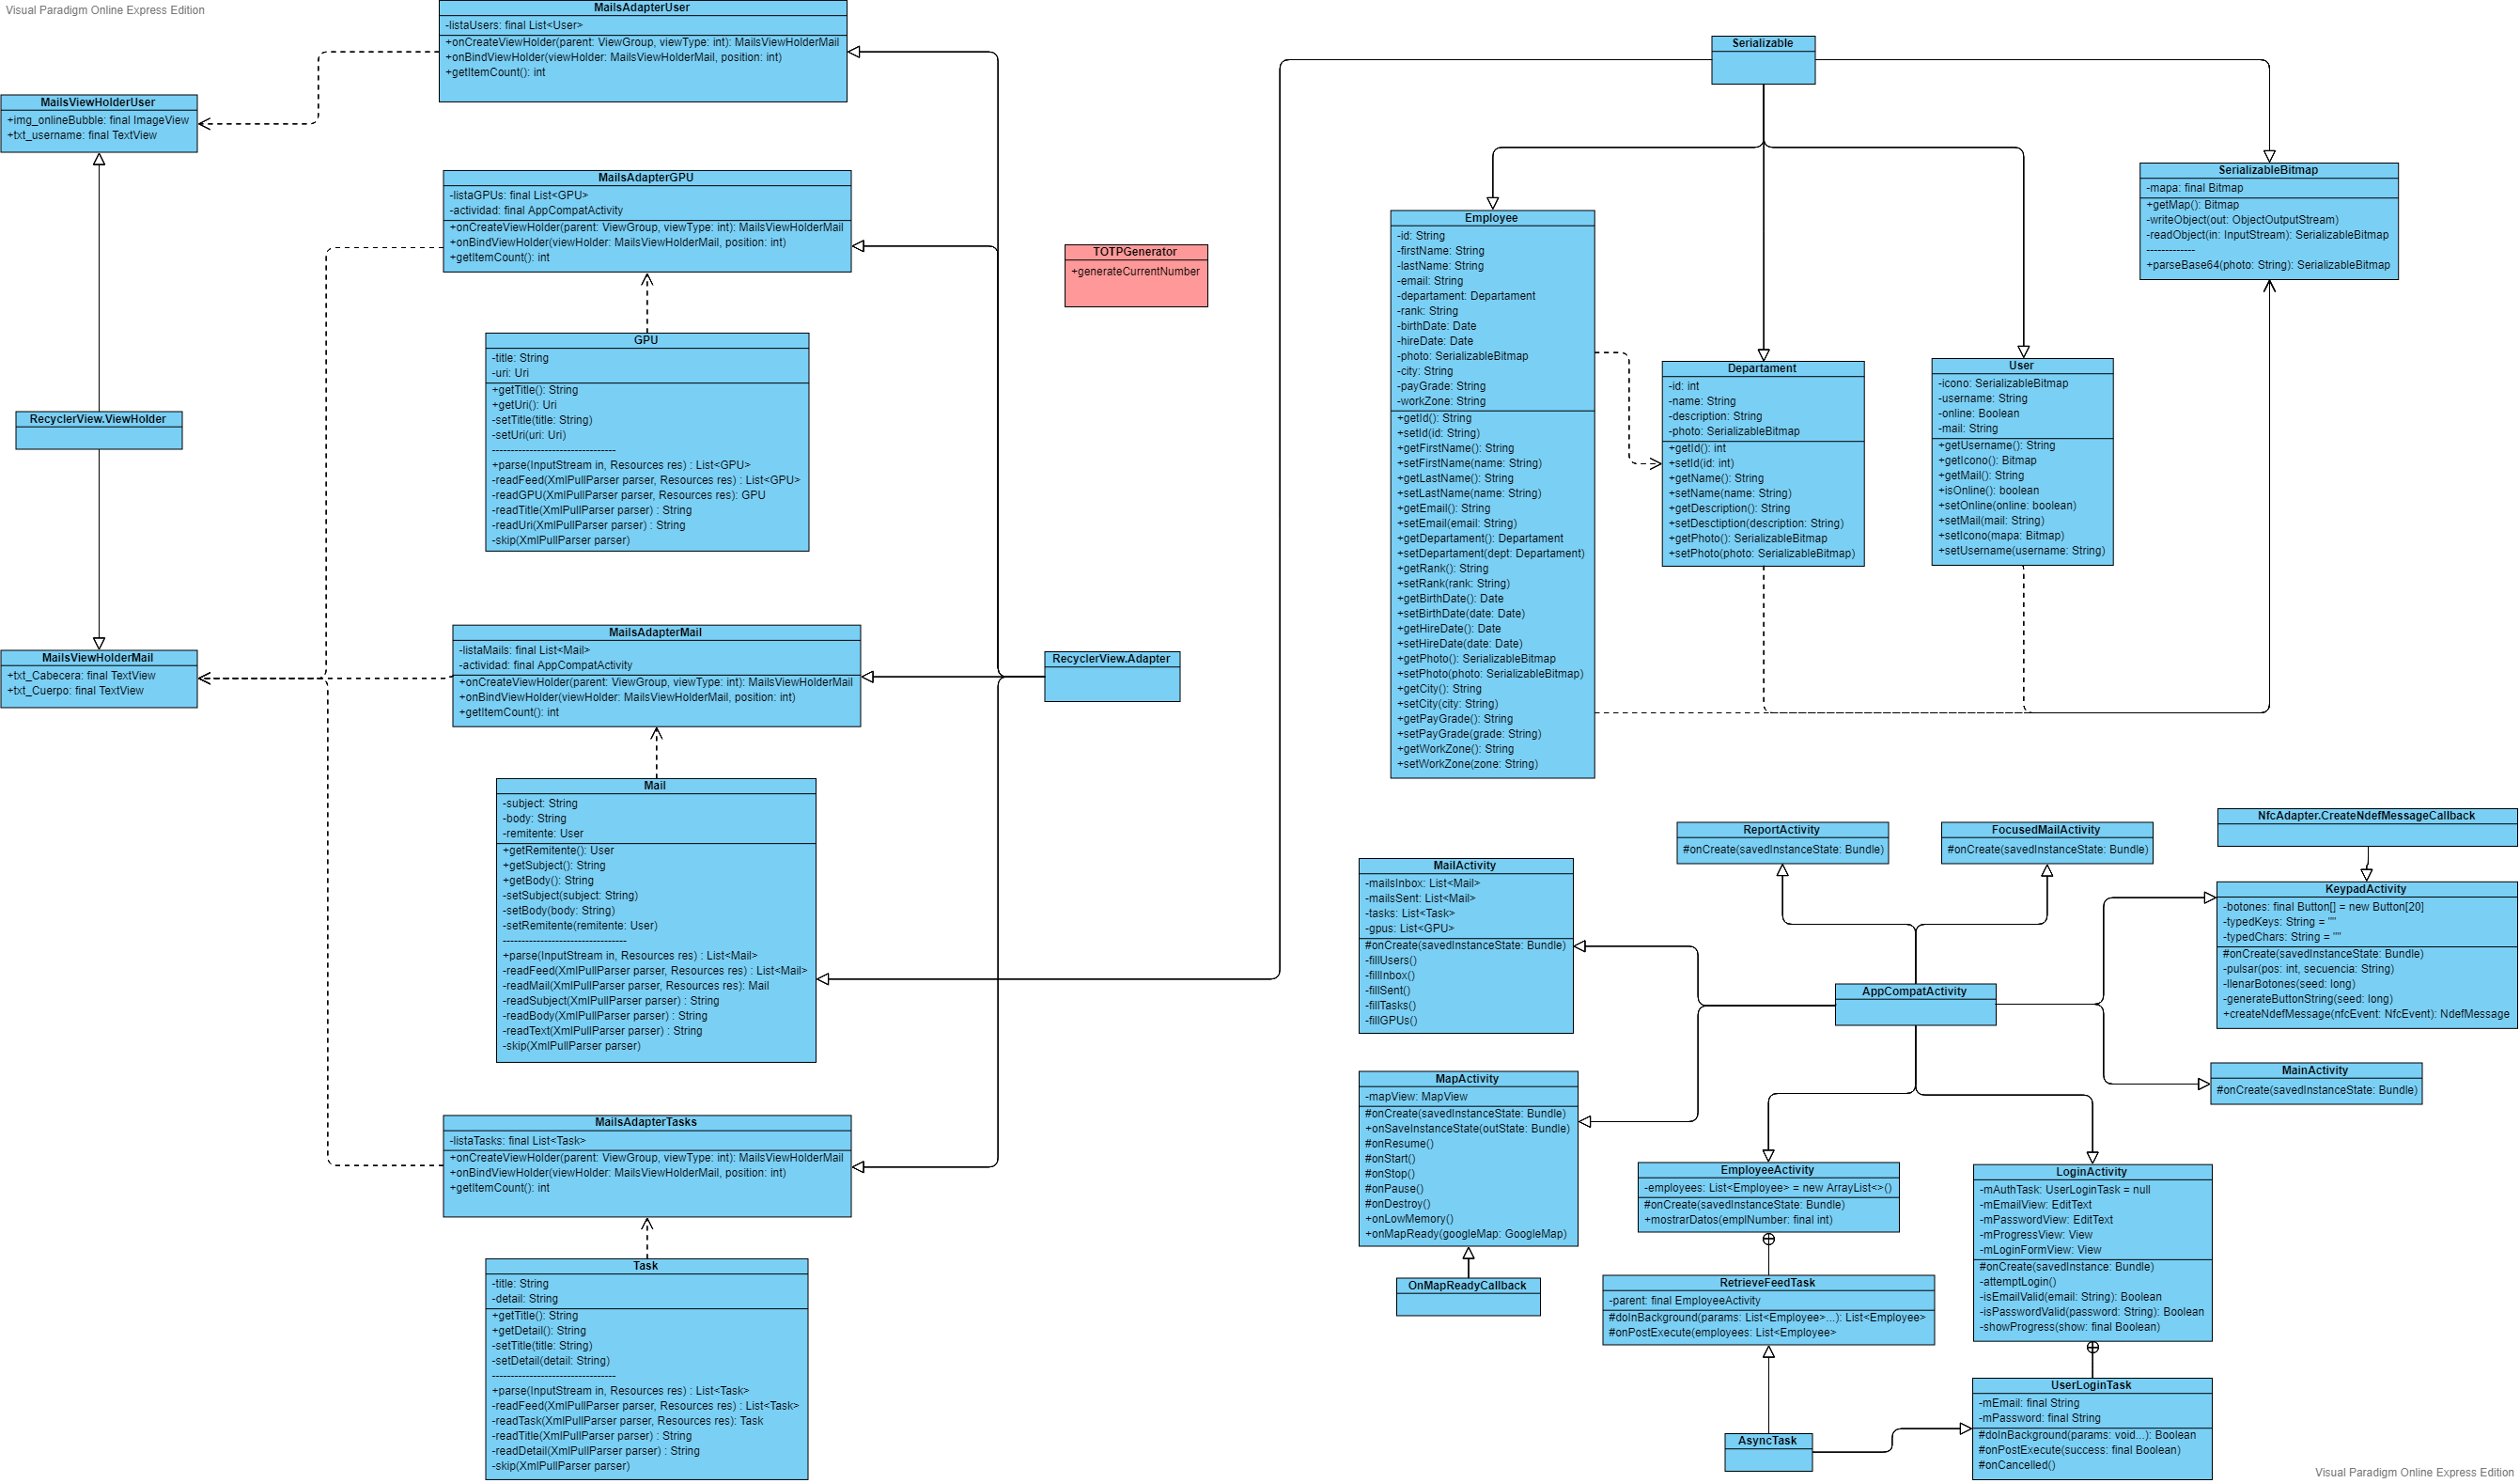 Visual Paradigm Online Express Edition
MailsAdapterUser
-listaUsers: final List<User>
+onCreateViewHolder(parent: ViewGroup, viewType: int): MailsViewHolderMail
+onBindViewHolder(viewHolder: MailsViewHolderMail, position: int)
+getItemCount(): int
MailsViewHolderUser
+img_onlineBubble: final ImageView
+txt_username: final TextView
MailsAdapterGPU
-listaGPUs: final List<GPU>
-actividad: final AppCompatActivity
+onCreateViewHolder(parent: ViewGroup, viewType: int): MailsViewHolderMail
+onBindViewHolder(viewHolder: MailsViewHolderMail, position: int)
+getItemCount(): int
GPU
-title: String
-uri: Uri
+getTitle(): String
+getUri(): Uri
-setTitle(title: String)
-setUri(uri: Uri)
---------------------------------
+parse(InputStream in, Resources res) : List<GPU>
-readFeed(XmlPullParser parser, Resources res) : List<GPU>
-readGPU(XmlPullParser parser, Resources res): GPU
-readTitle(XmlPullParser parser) : String
-readUri(XmlPullParser parser) : String
-skip(XmlPullParser parser)
RecyclerView.ViewHolder
MailsViewHolderMail
+txt_Cabecera: final TextView
+txt_Cuerpo: final TextView
MailsAdapterMail
-listaMails: final List<Mail>
-actividad: final AppCompatActivity
+onCreateViewHolder(parent: ViewGroup, viewType: int): MailsViewHolderMail
+onBindViewHolder(viewHolder: MailsViewHolderMail, position: int)
+getItemCount(): int
Mail
-subject: String
-body: String
-remitente: User
+getRemitente(): User
+getSubject(): String
+getBody(): String
-setSubject(subject: String)
-setBody(body: String)
-setRemitente(remitente: User)
---------------------------------
+parse(InputStream in, Resources res) : List<Mail>
-readFeed(XmlPullParser parser, Resources res) : List<Mail>
-readMail(XmlPullParser parser, Resources res): Mail
-readSubject(XmlPullParser parser) : String
-readBody(XmlPullParser parser) : String
-readText(XmlPullParser parser) : String
-skip(XmlPullParser parser)
MailsAdapterTasks
-listaTasks: final List<Task>
+onCreateViewHolder(parent: ViewGroup, viewType: int): MailsViewHolderMail
+onBindViewHolder(viewHolder: MailsViewHolderMail, position: int)
+getItemCount(): int
Task
-title: String
-detail: String
+getTitle(): String
+getDetail(): String
-setTitle(title: String)
-setDetail(detail: String)
---------------------------------
+parse(InputStream in, Resources res) : List<Task>
-readFeed(XmlPullParser parser, Resources res) : List<Task>
-readTask(XmlPullParser parser, Resources res): Task
-readTitle(XmlPullParser parser) : String
-readDetail(XmlPullParser parser) : String
-skip(XmlPullParser parser)
TOTPGenerator
+generateCurrentNumber
RecyclerView.Adapter
Serializable
Employee
-id: String
-firstName: String
-lastName: String
-email: String
-departament: Departament
-rank: String
-birthDate: Date
-hireDate: Date
-photo: SerializableBitmap
-city: String
-payGrade: String
-workZone: String
+getId(): String
+setId(id: String)
+getFirstName(): String
+setFirstName(name: String)
+getLastName(): String
+setLastName(name: String)
+getEmail(): String
+setEmail(email: String)
+getDepartament(): Departament
+setDepartament(dept: Departament)
+getRank(): String
+setRank(rank: String)
+getBirthDate(): Date
+setBirthDate(date: Date)
+getHireDate(): Date
+setHireDate(date: Date)
+getPhoto(): SerializableBitmap
+setPhoto(photo: SerializableBitmap)
+getCity(): String
+setCity(city: String)
+getPayGrade(): String
+setPayGrade(grade: String)
+getWorkZone(): String
+setWorkZone(zone: String)
Departament
-id: int
-name: String
-description: String
-photo: SerializableBitmap
+getId(): int
+setId(id: int)
+getName(): String
+setName(name: String)
+getDescription(): String
+setDesctiption(description: String)
+getPhoto(): SerializableBitmap
+setPhoto(photo: SerializableBitmap)
User
-icono: SerializableBitmap
-username: String
-online: Boolean
-mail: String
+getUsername(): String
+getIcono(): Bitmap
+getMail(): String
+isOnline(): boolean
+setOnline(online: boolean)
+setMail(mail: String)
+setIcono(mapa: Bitmap)
+setUsername(username: String)
SerializableBitmap
-mapa: final Bitmap
+getMap(): Bitmap
-writeObject(out: ObjectOutputStream)
-readObject(in: InputStream): SerializableBitmap
-------------
+parseBase64(photo: String): SerializableBitmap
ReportActivity
#onCreate(savedInstanceState: Bundle)
FocusedMailActivity
#onCreate(savedInstanceState: Bundle)
NfcAdapter.CreateNdefMessageCallback
MailActivity
-mailsInbox: List<Mail>
-mailsSent: List<Mail>
-tasks: List<Task>
-gpus: List<GPU>
#onCreate(savedInstanceState: Bundle)
-fillUsers()
-fillInbox()
-fillSent()
-fillTasks()
-fillGPUs()
KeypadActivity
-botones: final Button[] = new Button[20]
-typedKeys: String = ""
-typedChars: String = ""
#onCreate(savedInstanceState: Bundle)
-pulsar(pos: int, secuencia: String)
-llenarBotones(seed: long)
-generateButtonString(seed: long)
+createNdefMessage(nfcEvent: NfcEvent): NdefMessage
AppCompatActivity
MainActivity
#onCreate(savedInstanceState: Bundle)
MapActivity
-mapView: MapView
#onCreate(savedInstanceState: Bundle)
+onSaveInstanceState(outState: Bundle)
#onResume()
#onStart()
#onStop()
#onPause()
#onDestroy()
+onLowMemory()
+onMapReady(googleMap: GoogleMap)
OnMapReadyCallback
EmployeeActivity
-employees: List<Employee> = new ArrayList<>()
#onCreate(savedInstanceState: Bundle)
+mostrarDatos(emplNumber: final int)
RetrieveFeedTask
-parent: final EmployeeActivity
#doInBackground(params: List<Employee>...): List<Employee>
#onPostExecute(employees: List<Employee>
AsyncTask
LoginActivity
-mAuthTask: UserLoginTask = null
-mEmailView: EditText
-mPasswordView: EditText
-mProgressView: View
-mLoginFormView: View
#onCreate(savedInstance: Bundle)
-attemptLogin()
-isEmailValid(email: String): Boolean
-isPasswordValid(password: String): Boolean
-showProgress(show: final Boolean)
UserLoginTask
-mEmail: final String
-mPassword: final String
#doInBackground(params: void...): Boolean
#onPostExecute(success: final Boolean)
#onCancelled()
Visual Paradigm Online Express Edition